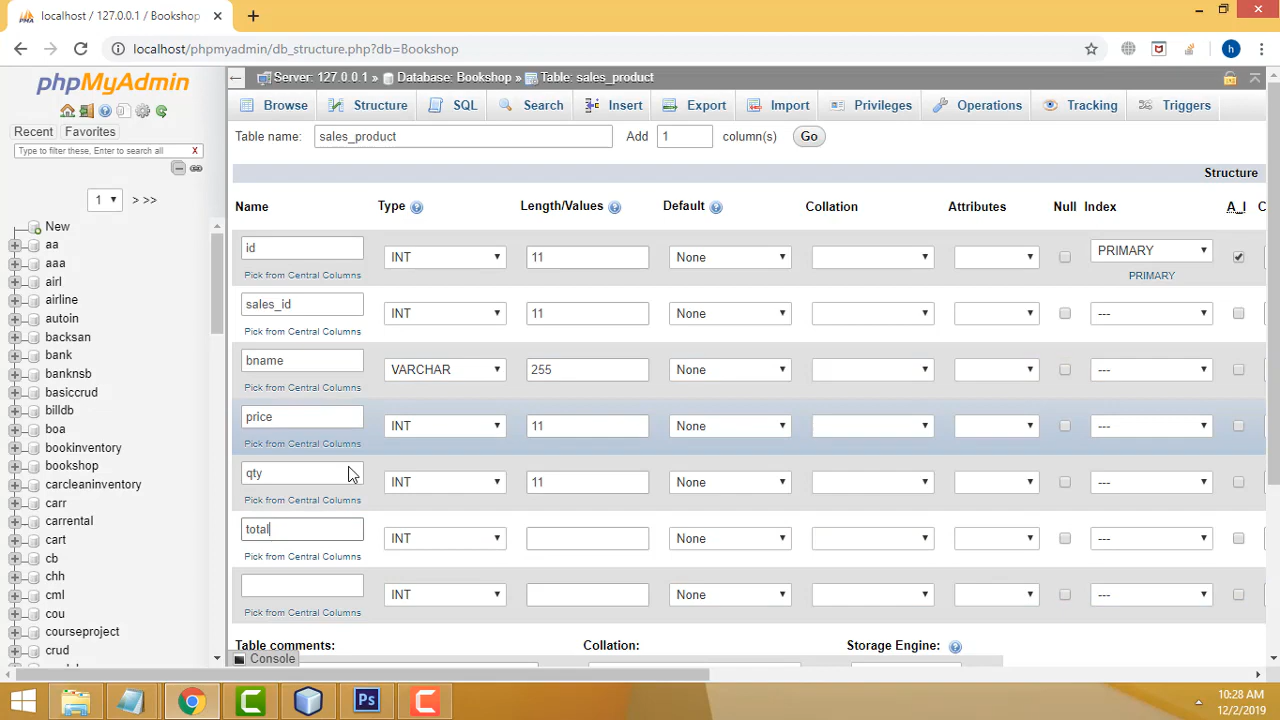 localhost / 127.0.0.1 / Bookshop
localhost/phpmyadmin/db_structure.php?db=Bookshop
h
phpMyAdmin
Recent
Favorites
Type to filter these, Enter to search all
X
1
> >>
New
aa
aaa
airl
airline
autoin
backsan
bank
banknsb
basiccrud
billdb
boa
bookinventory
bookshop
carcleaninventory
carr
carrental
cart
cb
chh
cml
cou
courseproject
crud
Server: 127.0.0.1 » Database: Bookshop » Table: sales_product
Browse Structure SQL Search Insert Export Import Privileges Operations Tracking Triggers
Table name: sales_product Add 1 column(s) Go
Structure
Name Type Length/Values Default Collation Attributes Null Index A_I C
id INT 11 None PRIMARY
Pick from Central Columns PRIMARY
sales_id INT 11 None ---
Pick from Central Columns
bname VARCHAR 255 None ---
Pick from Central Columns
price INT 11 None ---
Pick from Central Columns
qty INT 11 None ---
Pick from Central Columns
total INT None ---
Pick from Central Columns
INT None ---
Pick from Central Columns
Table comments: Collation: Storage Engine:
Console
Ps
10:28 AM
12/2/2019